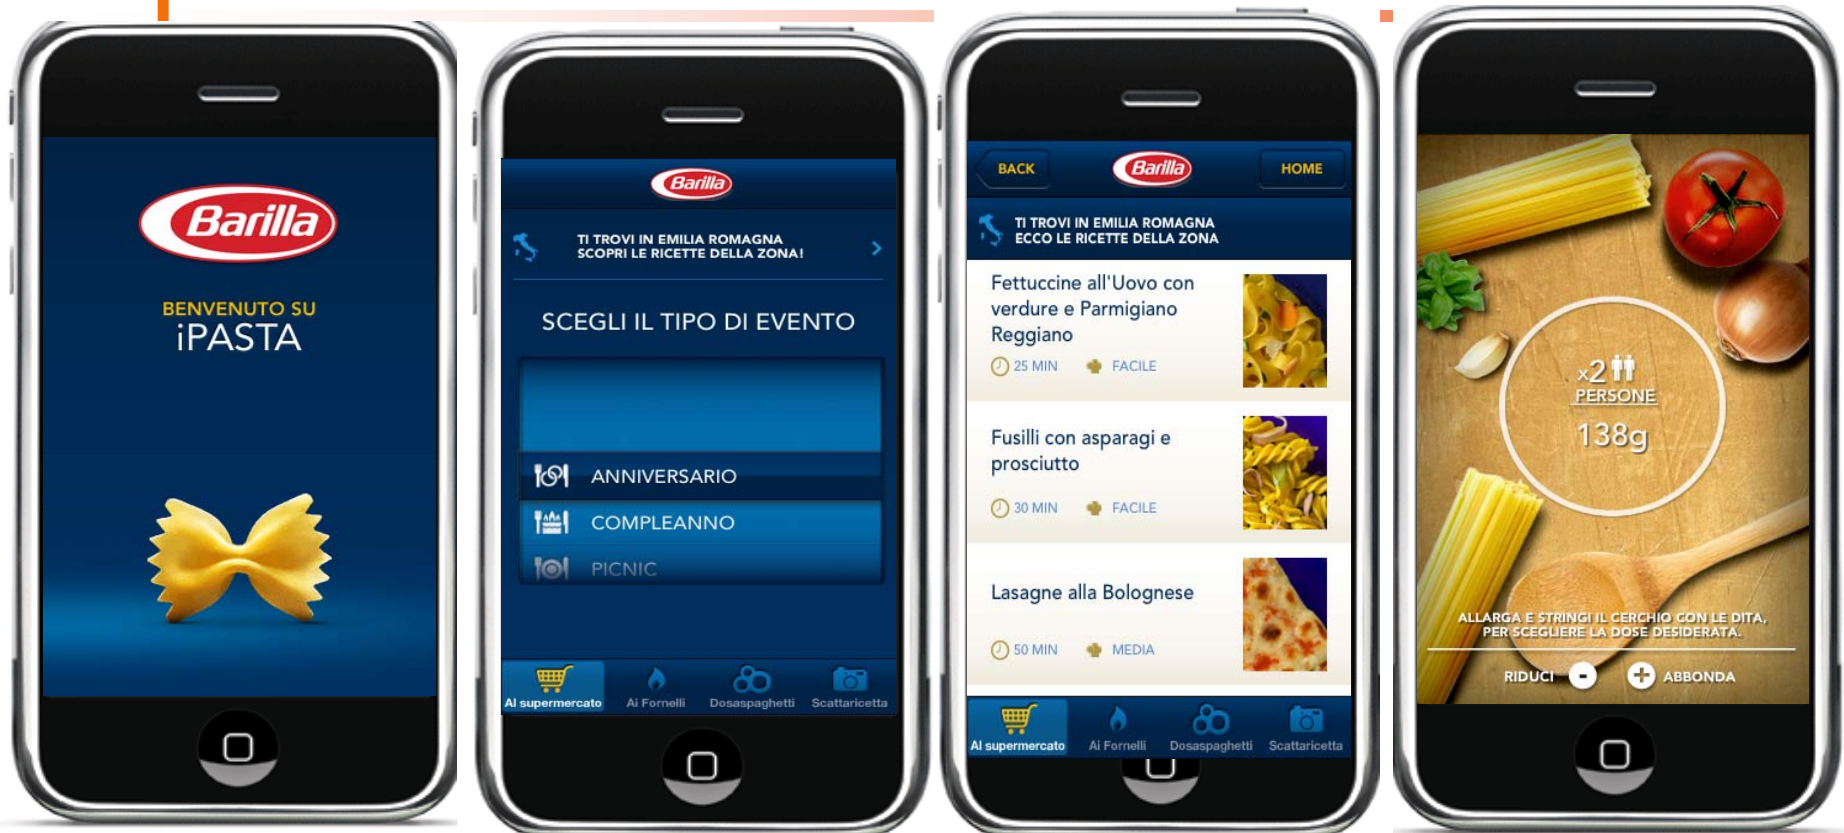 Barilla
BENVENUTO SU
iPASTA
Barilla
TI TROVI IN EMILIA ROMAGNA
SCOPRI LE RICETTE DELLA ZONA!
SCEGLI IL TIPO DI EVENTO
ANNIVERSARIO
COMPLEANNO
PICNIC
Al supermercato
Ai Fornelli
Dosaspaghetti
Scattaricetta
BACK
Barilla
HOME
TI TROVI IN EMILIA ROMAGNA
ECCO LE RICETTE DELLA ZONA
Fettuccine all'Uovo con
verdure e Parmigiano
Reggiano
25 MIN
FACILE
Fusilli con asparagi e
prosciutto
30 MIN
FACILE
Lasagne alla Bolognese
50 MIN
MEDIA
Al supermercato
Ai Fornelli
Dosaspaghetti
Scattaricetta
x2
PERSONE
138g
ALLARGA E STRINGI IL CERCHIO CON LE DITA,
PER SCEGLIERE LA DOSE DESIDERATA.
RIDUCI - + ABBONDA